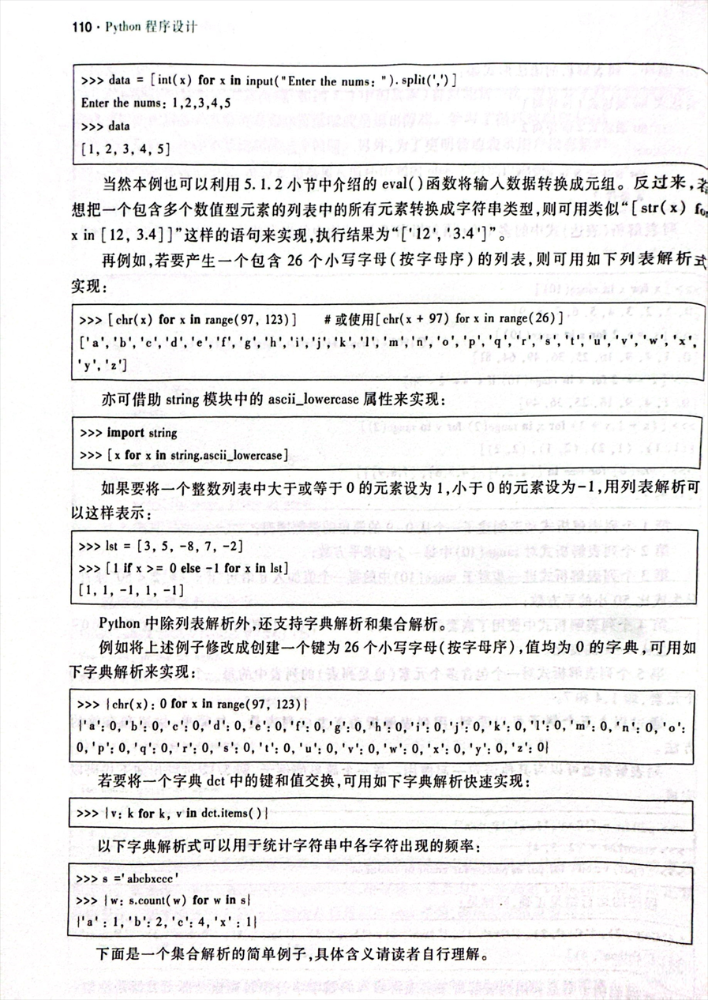 110 · Python 程序设计
>>> data = [int(x) for x in input("Enter the nums: ").split(',')]
Enter the nums: 1,2,3,4,5
>>> data
[1, 2, 3, 4, 5]
当然本例也可以利用 5.1.2 小节中介绍的 eval()函数将输入数据转换成元组。反过来,若
想把一个包含多个数值型元素的列表中的所有元素转换成字符串类型,则可用类似“[str(x) for
x in [12, 3.4]]”这样的语句来实现,执行结果为“['12', '3.4']”。
再例如,若要产生一个包含 26 个小写字母(按字母序)的列表,则可用如下列表解析式
实现:
>>> [chr(x) for x in range(97, 123)] # 或使用[chr(x + 97) for x in range(26)]
['a', 'b', 'c', 'd', 'e', 'f', 'g', 'h', 'i', 'j', 'k', 'l', 'm', 'n', 'o', 'p', 'q', 'r', 's', 't', 'u', 'v', 'w', 'x',
'y', 'z']
亦可借助 string 模块中的 ascii_lowercase 属性来实现:
>>> import string
>>> [x for x in string.ascii_lowercase]
如果要将一个整数列表中大于或等于 0 的元素设为 1,小于 0 的元素设为-1,用列表解析可
以这样表示:
>>> lst = [3, 5, -8, 7, -2]
>>> [1 if x >= 0 else -1 for x in lst]
[1, 1, -1, 1, -1]
Python 中除列表解析外,还支持字典解析和集合解析。
例如将上述例子修改成创建一个键为 26 个小写字母(按字母序),值均为 0 的字典,可用如
下字典解析来实现:
>>> {chr(x): 0 for x in range(97, 123)}
{'a': 0, 'b': 0, 'c': 0, 'd': 0, 'e': 0, 'f': 0, 'g': 0, 'h': 0, 'i': 0, 'j': 0, 'k': 0, 'l': 0, 'm': 0, 'n': 0, 'o':
0, 'p': 0, 'q': 0, 'r': 0, 's': 0, 't': 0, 'u': 0, 'v': 0, 'w': 0, 'x': 0, 'y': 0, 'z': 0}
若要将一个字典 dct 中的键和值交换,可用如下字典解析快速实现:
>>> {v: k for k, v in dct.items()}
以下字典解析式可以用于统计字符串中各字符出现的频率:
>>> s ='abcbxccc'
>>> {w: s.count(w) for w in s}
{'a' : 1, 'b': 2, 'c': 4, 'x' : 1}
下面是一个集合解析的简单例子,具体含义请读者自行理解。